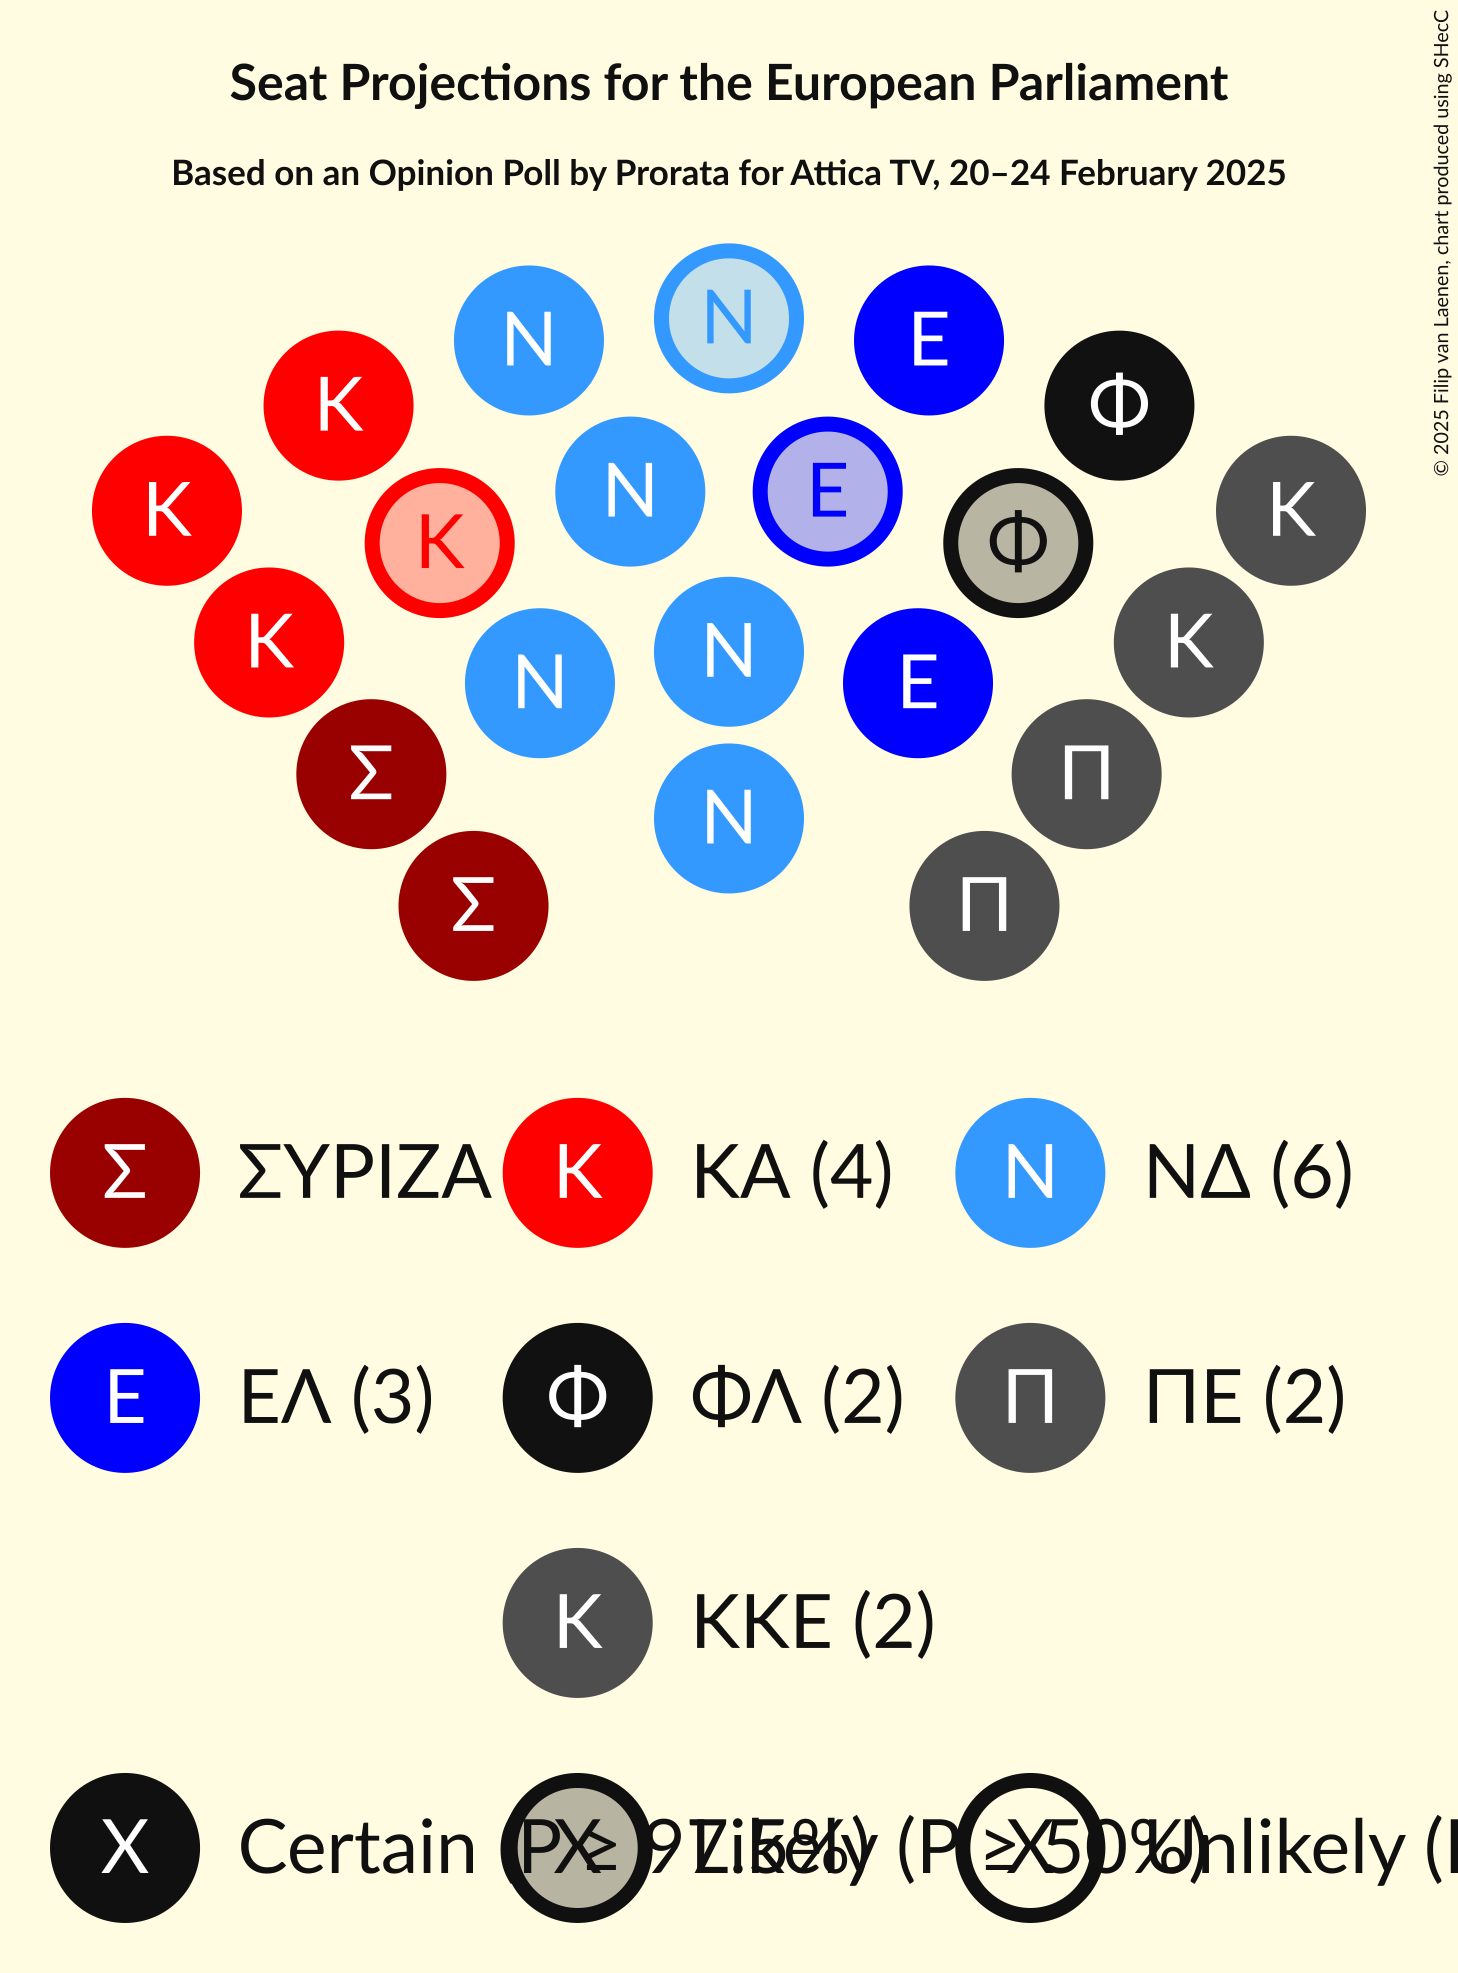 Seat Projections for the European Parliament
Based on an Opinion Poll by Prorata for Attica TV, 20–24 February 2025
© 2025 Filip van Laenen, chart produced using SHecC
Ν
Ν Ε
Κ Φ
Ν Ε
Κ Κ
Κ Φ
Κ Ν Κ
Ν Ε
Σ Π
Ν
Σ Π
Σ ΣΥΡΙΖΑ Κ ΚΑ (4) Ν ΝΔ (6)
Ε ΕΛ (3) Φ ΦΛ (2) Π ΠΕ (2)
Κ ΚΚΕ (2)
X Certain (P ≥ 97.5%) X Likely (P ≥ 50%) X Unlikely (